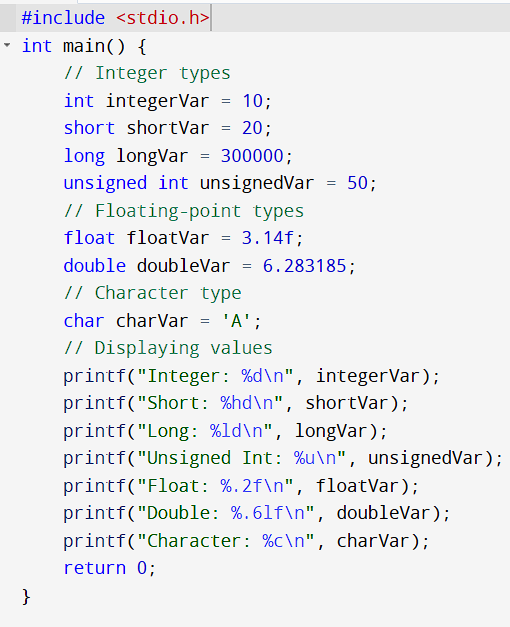 #include <stdio.h>
int main() {
    // Integer types
    int integerVar = 10;
    short shortVar = 20;
    long longVar = 300000;
    unsigned int unsignedVar = 50;
    // Floating-point types
    float floatVar = 3.14f;
    double doubleVar = 6.283185;
    // Character type
    char charVar = 'A';
    // Displaying values
    printf("Integer: %d\n", integerVar);
    printf("Short: %hd\n", shortVar);
    printf("Long: %ld\n", longVar);
    printf("Unsigned Int: %u\n", unsignedVar);
    printf("Float: %.2f\n", floatVar);
    printf("Double: %.6lf\n", doubleVar);
    printf("Character: %c\n", charVar);
    return 0;
}